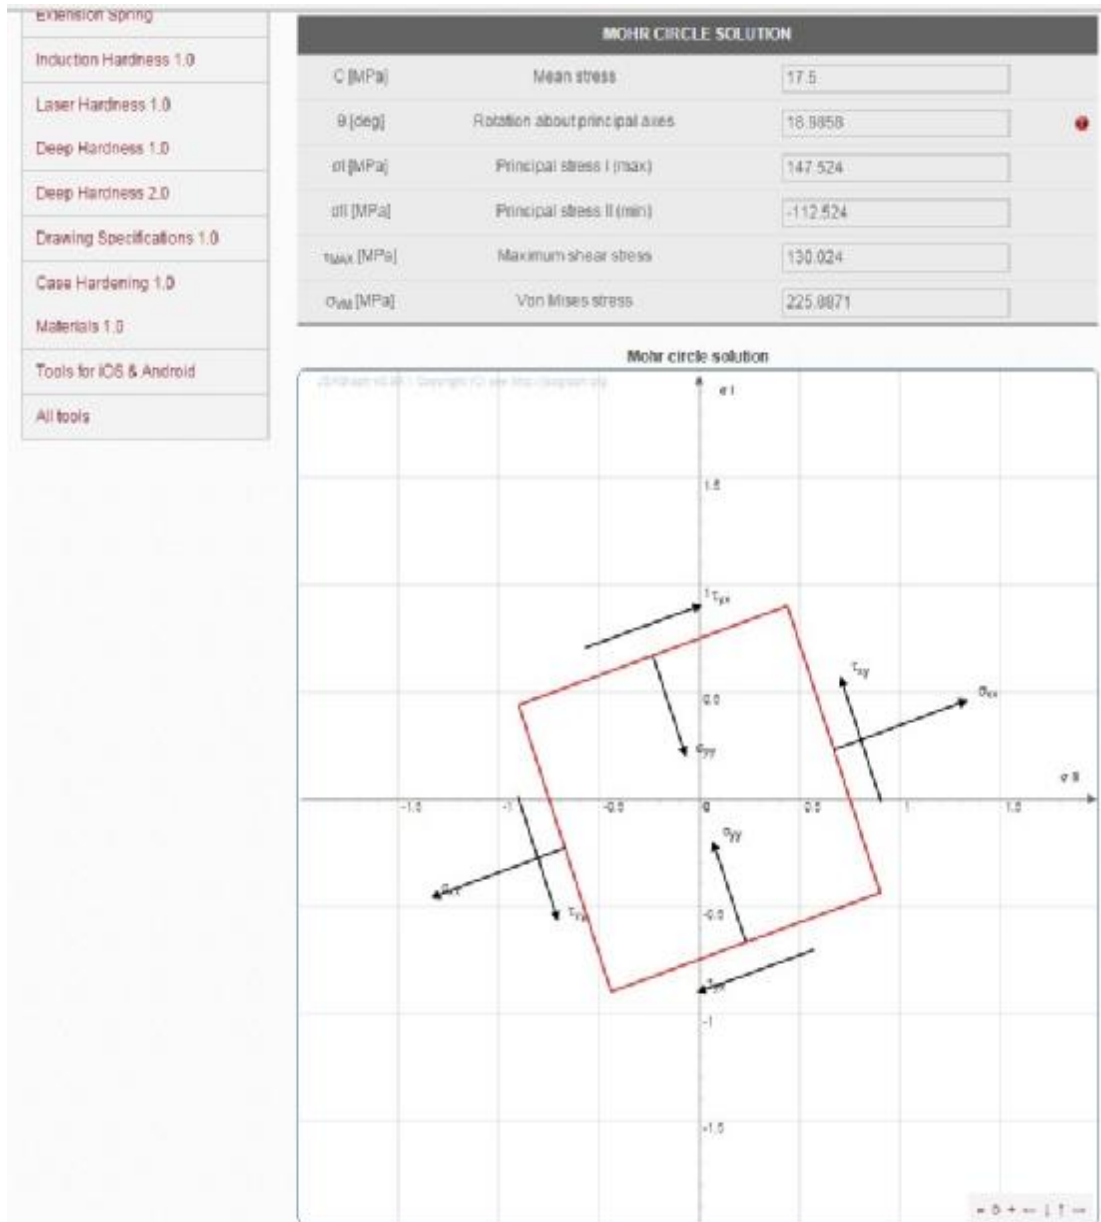 Extension Spring
Induction Hardness 1.0
Laser Hardness 1.0
Deep Hardness 1.0
Deep Hardness 2.0
Drawing Specifications 1.0
Case Hardening 1.0
Materials 1.0
Tools for iOS & Android
All tools
MOHR CIRCLE SOLUTION
C [MPa] Mean stress 17.5
θ [deg] Rotation about principal axes 18.9858
σI [MPa] Principal stress I (max) 147.524
σII [MPa] Principal stress II (min) -112.524
τMAX [MPa] Maximum shear stress 130.024
σVM [MPa] Von Mises stress 225.8871
Mohr circle solution
σ I
1.5
1 τyx
τxy
0.5 σxx
σyy
σ II
-1.5 -1 -0.5 0 0.5 1 1.5
σyy
σxx
-0.5
τxy
τyx
-1
-1.5